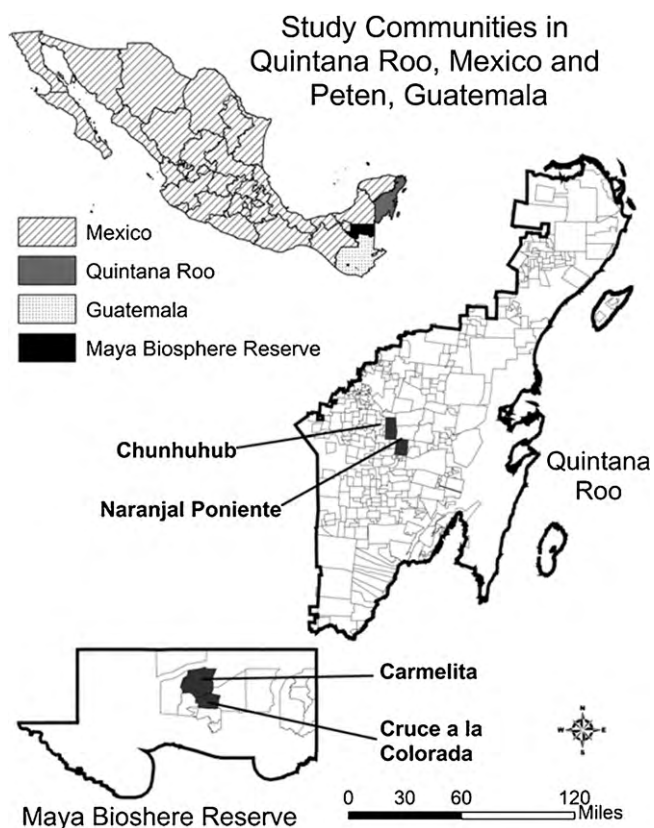 Study Communities in
Quintana Roo, Mexico and
Peten, Guatemala
Mexico
Quintana Roo
Guatemala
Maya Biosphere Reserve
Chunhuhub
Naranjal Poniente
Quintana
Roo
Carmelita
Cruce a la
Colorada
N
W E
S
Maya Bioshere Reserve
0 30 60 120
Miles